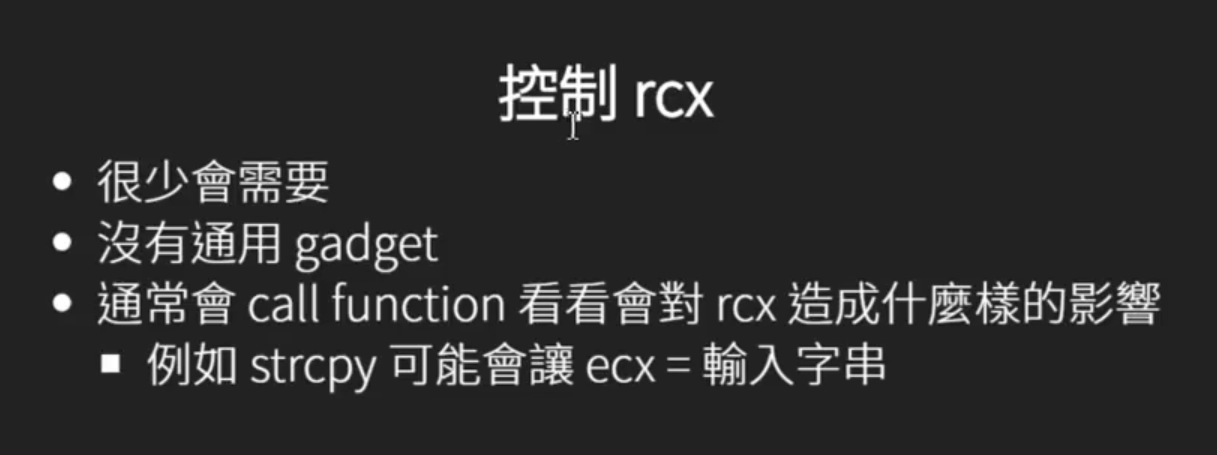 控制 rcx
很少會需要
沒有通用 gadget
通常會 call function 看看會對 rcx 造成什麼樣的影響
例如 strcpy 可能會讓 ecx = 輸入字串